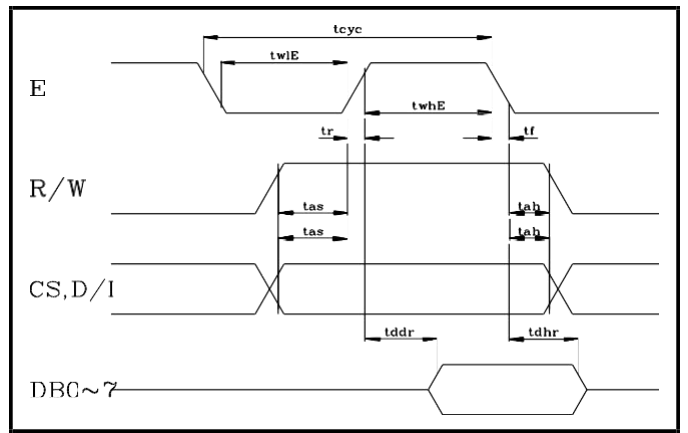 tcyc
twlE
E
twhE
tr
tf
R/W
tas
tah
tas
tah
CS,D/I
tddr
tdhr
DB0~7